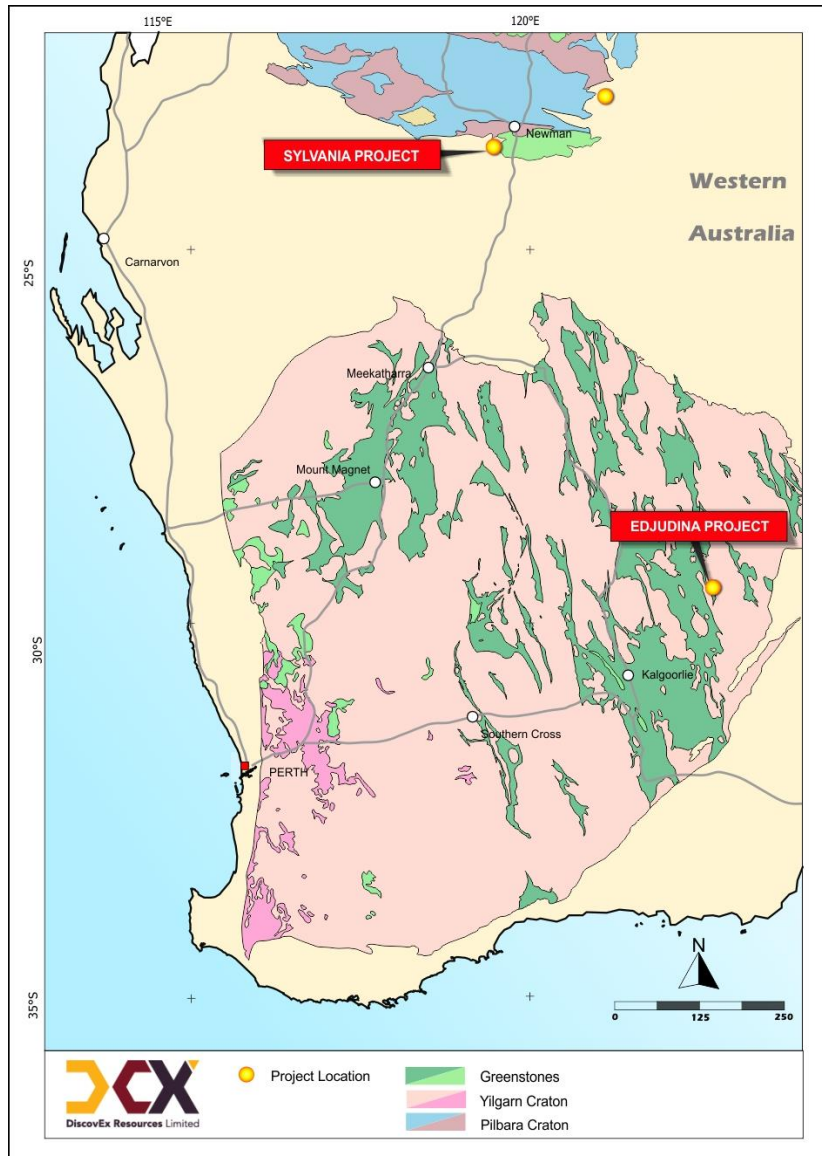 115°E
120°E
Newman
SYLVANIA PROJECT
Western
Australia
Carnarvon
25°S
Meekatharra
Mount Magnet
EDJUDINA PROJECT
30°S
Kalgoorlie
Southern Cross
PERTH
N
35°S
0 125 250
DCX
DiscovEx Resources Limited
Project Location
Greenstones
Yilgarn Craton
Pilbara Craton